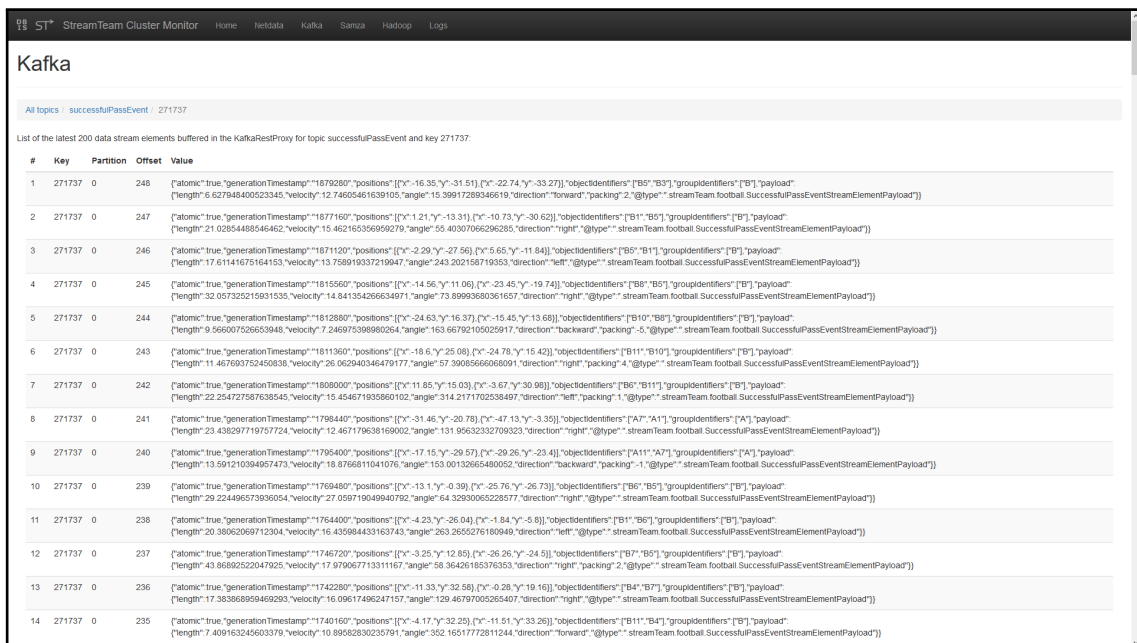 DB
IS ST StreamTeam Cluster Monitor Home Netdata Kafka Samza Hadoop Logs
Kafka
All topics / successfulPassEvent / 271737
List of the latest 200 data stream elements buffered in the KafkaRestProxy for topic successfulPassEvent and key 271737:
# Key Partition Offset Value
1 271737 0 248 {"atomic":true,"generationTimestamp":"1879280","positions":[{"x":-16.35,"y":-31.51},{"x":-22.74,"y":-33.27}],"objectIdentifiers":["B5","B3"],"groupIdentifiers":["B"],"payload":
{"length":6.627948400523345,"velocity":12.74605461639105,"angle":15.39917289346619,"direction":"forward","packing":2,"@type":".streamTeam.football.SuccessfulPassEventStreamElementPayload"}}
2 271737 0 247 {"atomic":true,"generationTimestamp":"1877160","positions":[{"x":1.21,"y":-13.31},{"x":-10.73,"y":-30.62}],"objectIdentifiers":["B1","B5"],"groupIdentifiers":["B"],"payload":
{"length":21.02854488546462,"velocity":15.462165356959279,"angle":55.40307066296285,"direction":"right","@type":".streamTeam.football.SuccessfulPassEventStreamElementPayload"}}
3 271737 0 246 {"atomic":true,"generationTimestamp":"1871120","positions":[{"x":-2.29,"y":-27.56},{"x":5.65,"y":-11.84}],"objectIdentifiers":["B5","B1"],"groupIdentifiers":["B"],"payload":
{"length":17.61141675164153,"velocity":13.758919337219947,"angle":243.202158719353,"direction":"left","@type":".streamTeam.football.SuccessfulPassEventStreamElementPayload"}}
4 271737 0 245 {"atomic":true,"generationTimestamp":"1815560","positions":[{"x":-14.56,"y":11.06},{"x":-23.45,"y":-19.74}],"objectIdentifiers":["B8","B5"],"groupIdentifiers":["B"],"payload":
{"length":32.057325215931535,"velocity":14.841354266634971,"angle":73.89993680361657,"direction":"right","@type":".streamTeam.football.SuccessfulPassEventStreamElementPayload"}}
5 271737 0 244 {"atomic":true,"generationTimestamp":"1812880","positions":[{"x":-24.63,"y":16.37},{"x":-15.45,"y":13.68}],"objectIdentifiers":["B10","B8"],"groupIdentifiers":["B"],"payload":
{"length":9.566007526653948,"velocity":7.246975398980264,"angle":163.66792105025917,"direction":"backward","packing":-5,"@type":".streamTeam.football.SuccessfulPassEventStreamElementPayload"}}
6 271737 0 243 {"atomic":true,"generationTimestamp":"1811360","positions":[{"x":-18.6,"y":25.08},{"x":-24.78,"y":15.42}],"objectIdentifiers":["B11","B10"],"groupIdentifiers":["B"],"payload":
{"length":11.467693752450838,"velocity":26.062940346479177,"angle":57.39085666068091,"direction":"right","packing":4,"@type":".streamTeam.football.SuccessfulPassEventStreamElementPayload"}}
7 271737 0 242 {"atomic":true,"generationTimestamp":"1808000","positions":[{"x":11.85,"y":15.03},{"x":-3.67,"y":30.98}],"objectIdentifiers":["B6","B11"],"groupIdentifiers":["B"],"payload":
{"length":22.254727587638545,"velocity":15.454671935860102,"angle":314.2171702538497,"direction":"left","packing":1,"@type":".streamTeam.football.SuccessfulPassEventStreamElementPayload"}}
8 271737 0 241 {"atomic":true,"generationTimestamp":"1798440","positions":[{"x":-31.46,"y":-20.78},{"x":-47.13,"y":-3.35}],"objectIdentifiers":["A7","A1"],"groupIdentifiers":["A"],"payload":
{"length":23.438297719757724,"velocity":12.467179638169002,"angle":131.95632332709323,"direction":"right","@type":".streamTeam.football.SuccessfulPassEventStreamElementPayload"}}
9 271737 0 240 {"atomic":true,"generationTimestamp":"1795400","positions":[{"x":-17.15,"y":-29.57},{"x":-29.26,"y":-23.4}],"objectIdentifiers":["A11","A7"],"groupIdentifiers":["A"],"payload":
{"length":13.591210394957473,"velocity":18.8766811041076,"angle":153.00132665480052,"direction":"backward","packing":-1,"@type":".streamTeam.football.SuccessfulPassEventStreamElementPayload"}}
10 271737 0 239 {"atomic":true,"generationTimestamp":"1769480","positions":[{"x":-13.1,"y":-0.39},{"x":-25.76,"y":-26.73}],"objectIdentifiers":["B6","B5"],"groupIdentifiers":["B"],"payload":
{"length":29.224496573936054,"velocity":27.059719049940792,"angle":64.32930065228577,"direction":"right","@type":".streamTeam.football.SuccessfulPassEventStreamElementPayload"}}
11 271737 0 238 {"atomic":true,"generationTimestamp":"1764400","positions":[{"x":-4.23,"y":-26.04},{"x":-1.84,"y":-5.8}],"objectIdentifiers":["B1","B6"],"groupIdentifiers":["B"],"payload":
{"length":20.38062069712304,"velocity":16.435984433163743,"angle":263.2655276180949,"direction":"left","@type":".streamTeam.football.SuccessfulPassEventStreamElementPayload"}}
12 271737 0 237 {"atomic":true,"generationTimestamp":"1746720","positions":[{"x":-3.25,"y":12.85},{"x":-26.26,"y":-24.5}],"objectIdentifiers":["B7","B5"],"groupIdentifiers":["B"],"payload":
{"length":43.86892522047925,"velocity":17.979067713311167,"angle":58.36426185376353,"direction":"right","packing":2,"@type":".streamTeam.football.SuccessfulPassEventStreamElementPayload"}}
13 271737 0 236 {"atomic":true,"generationTimestamp":"1742280","positions":[{"x":-11.33,"y":32.58},{"x":-0.28,"y":19.16}],"objectIdentifiers":["B4","B7"],"groupIdentifiers":["B"],"payload":
{"length":17.383868959469293,"velocity":16.09617496247157,"angle":129.46797005265407,"direction":"right","@type":".streamTeam.football.SuccessfulPassEventStreamElementPayload"}}
14 271737 0 235 {"atomic":true,"generationTimestamp":"1740160","positions":[{"x":-4.17,"y":32.25},{"x":-11.51,"y":33.26}],"objectIdentifiers":["B11","B4"],"groupIdentifiers":["B"],"payload":
{"length":7.409163245603379,"velocity":10.89582830235791,"angle":352.16517772811244,"direction":"forward","@type":".streamTeam.football.SuccessfulPassEventStreamElementPayload"}}